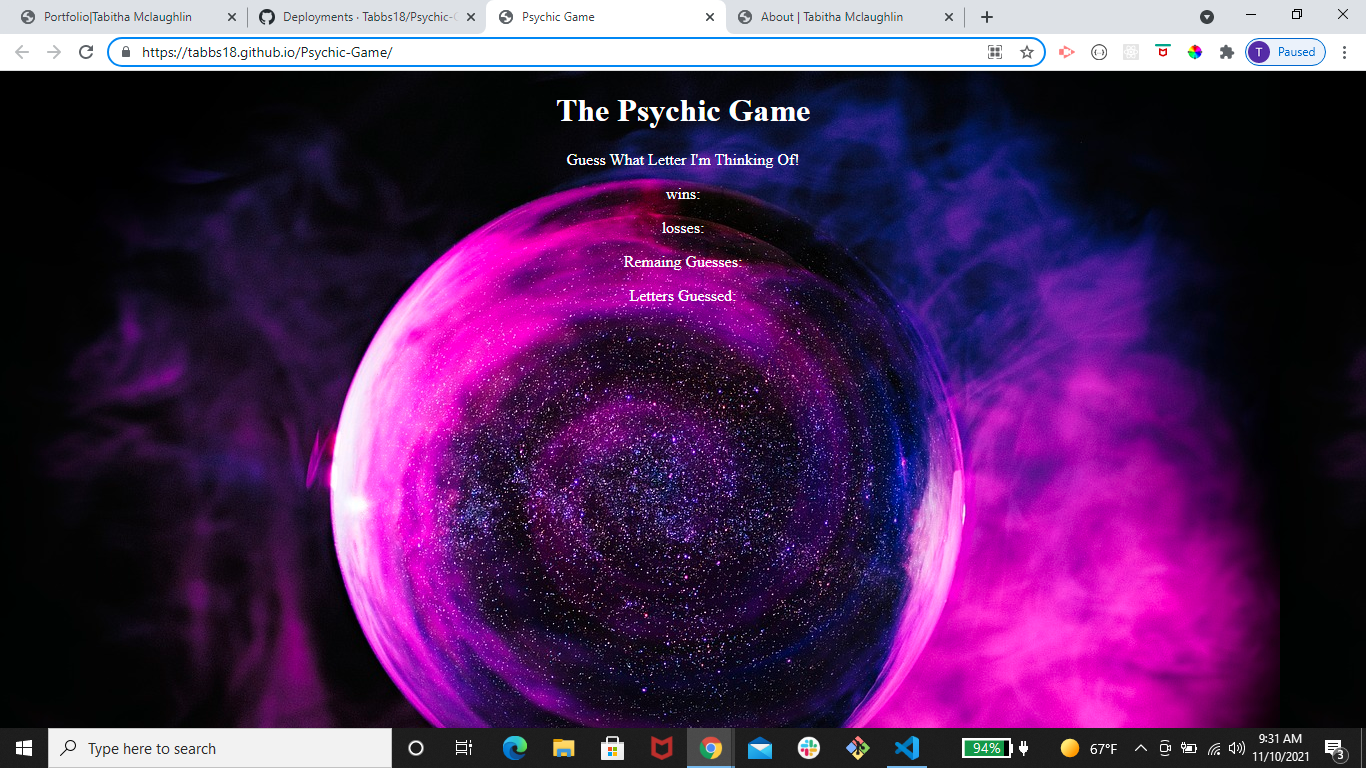 Portfolio|Tabitha Mclaughlin
Deployments · Tabbs18/Psychic-G
Psychic Game
About | Tabitha Mclaughlin
https://tabbs18.github.io/Psychic-Game/
T
Paused
The Psychic Game
Guess What Letter I'm Thinking Of!
wins:
losses:
Remaing Guesses:
Letters Guessed:
Type here to search
94%
67°F
9:31 AM
11/10/2021
3